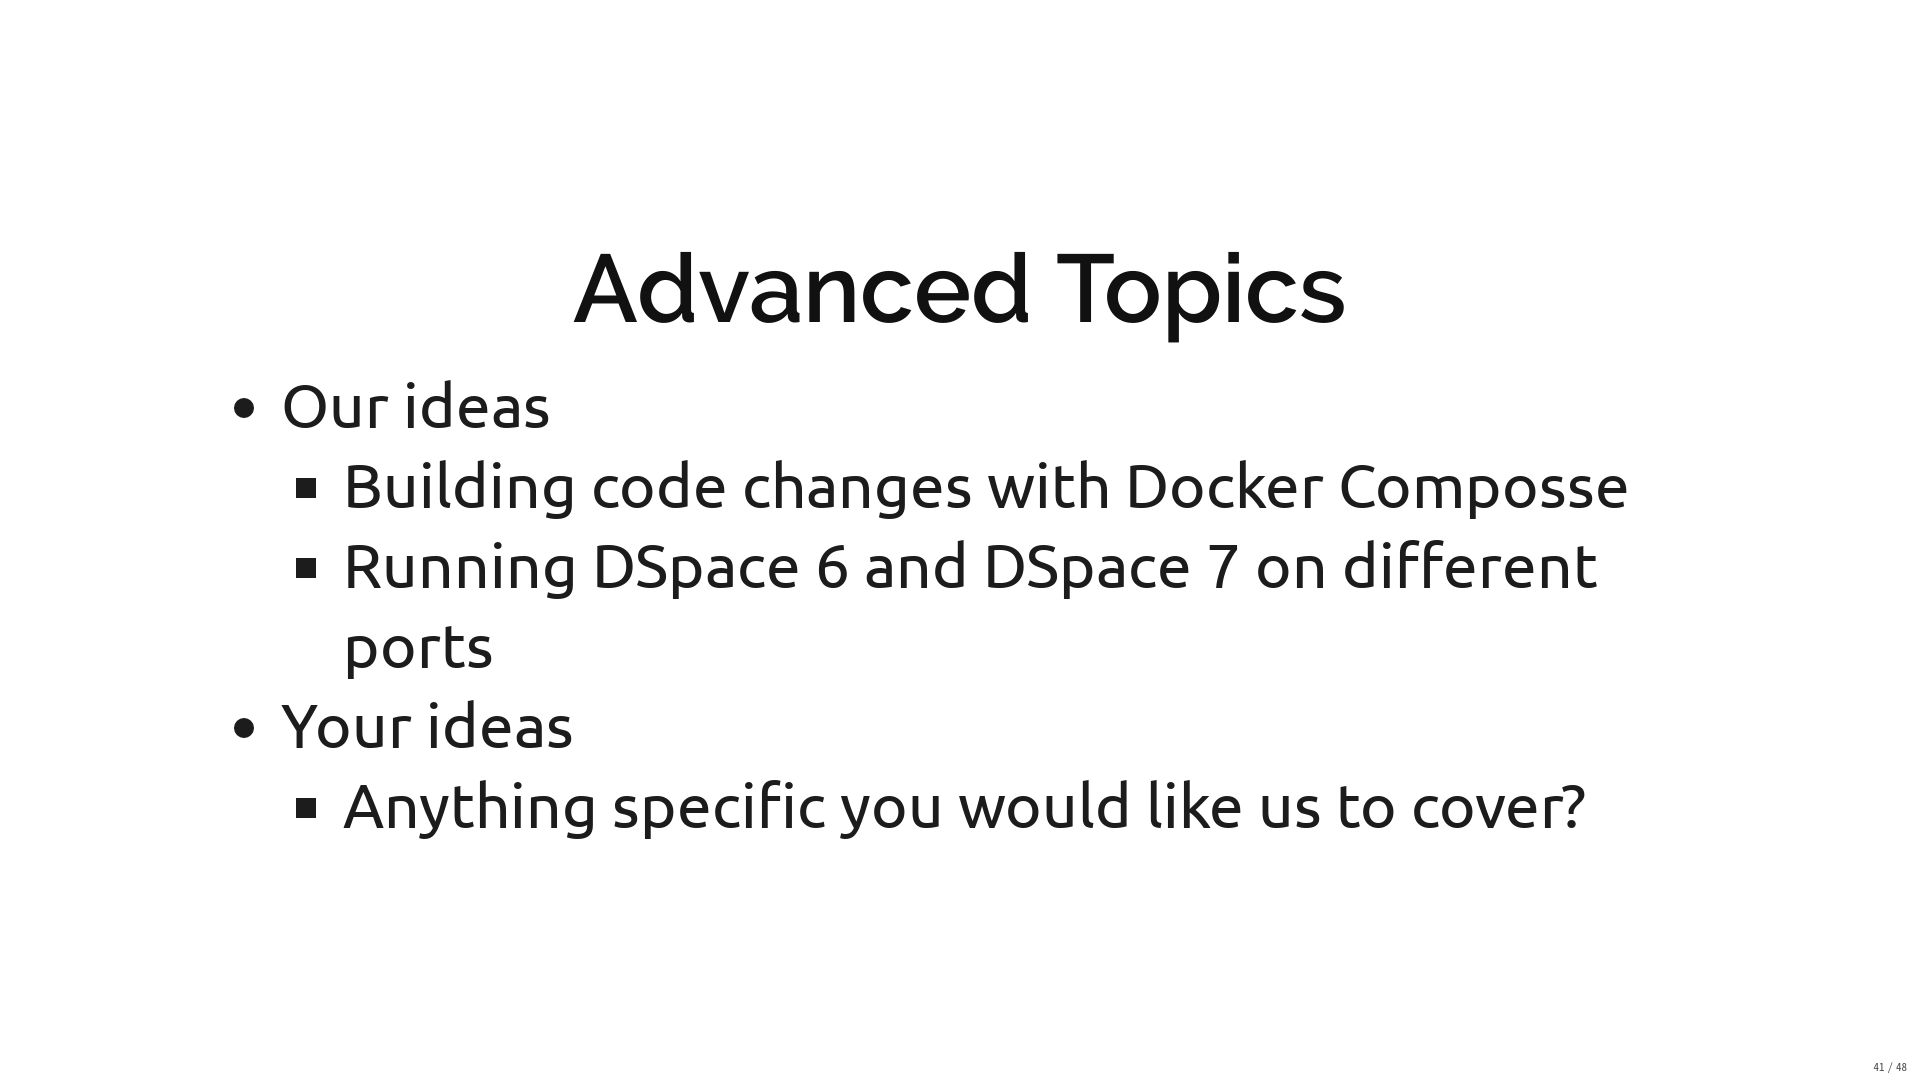 Advanced Topics
• Our ideas
▪ Building code changes with Docker Composse
▪ Running DSpace 6 and DSpace 7 on different
ports
• Your ideas
▪ Anything specific you would like us to cover?
41 / 48